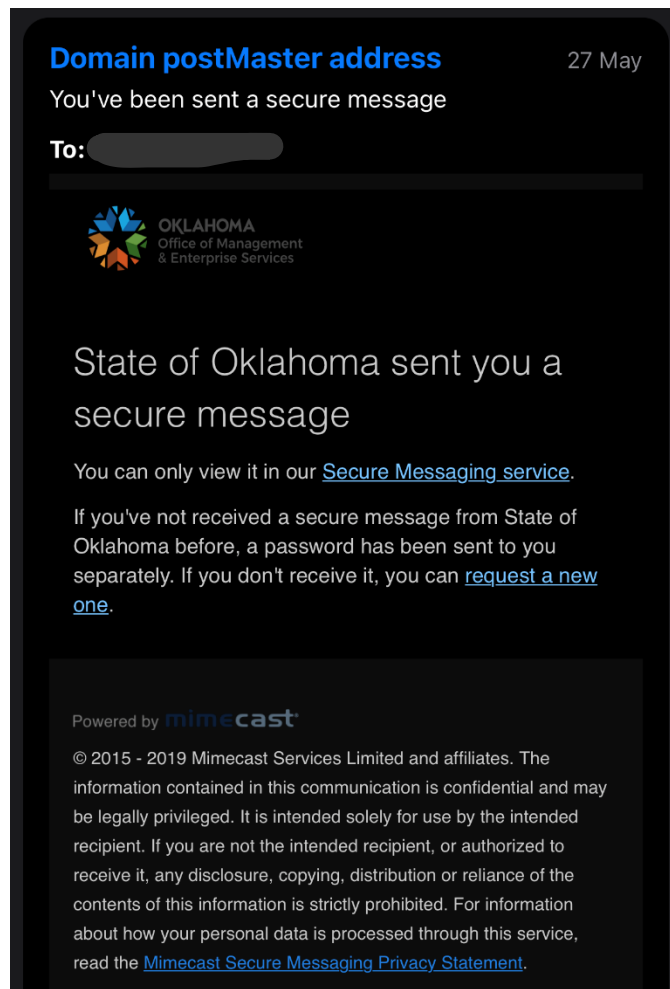 Domain postMaster address
27 May
You've been sent a secure message
To:
OKLAHOMA
Office of Management
& Enterprise Services
State of Oklahoma sent you a
secure message
You can only view it in our Secure Messaging service.
If you've not received a secure message from State of
Oklahoma before, a password has been sent to you
separately. If you don't receive it, you can request a new
one.
Powered by mimecast
© 2015 - 2019 Mimecast Services Limited and affiliates. The
information contained in this communication is confidential and may
be legally privileged. It is intended solely for use by the intended
recipient. If you are not the intended recipient, or authorized to
receive it, any disclosure, copying, distribution or reliance of the
contents of this information is strictly prohibited. For information
about how your personal data is processed through this service,
read the Mimecast Secure Messaging Privacy Statement.